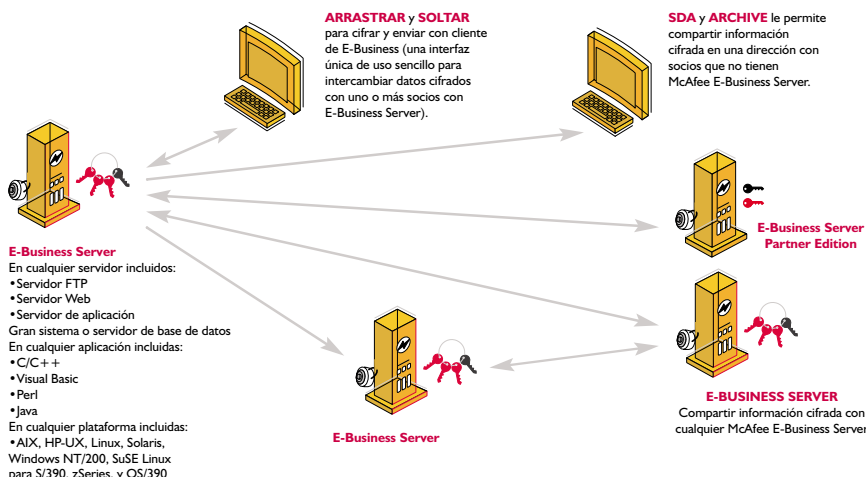 ARRASTRAR y SOLTAR
para cifrar y enviar con cliente
de E-Business (una interfaz
única de uso sencillo para
intercambiar datos cifrados
con uno o más socios con
E-Business Server).
SDA y ARCHIVE le permite
compartir información
cifrada en una dirección con
socios que no tienen
McAfee E-Business Server.
E-Business Server
Partner Edition
E-Business Server
En cualquier servidor incluidos:
•Servidor FTP
•Servidor Web
•Servidor de aplicación
Gran sistema o servidor de base de datos
En cualquier aplicación incluidas:
•C/C++
•Visual Basic
•Perl
•Java
En cualquier plataforma incluidas:
•AIX, HP-UX, Linux, Solaris,
Windows NT/200, SuSE Linux
para S/390, zSeries, y OS/390
E-Business Server
E-BUSINESS SERVER
Compartir información cifrada con
cualquier McAfee E-Business Server